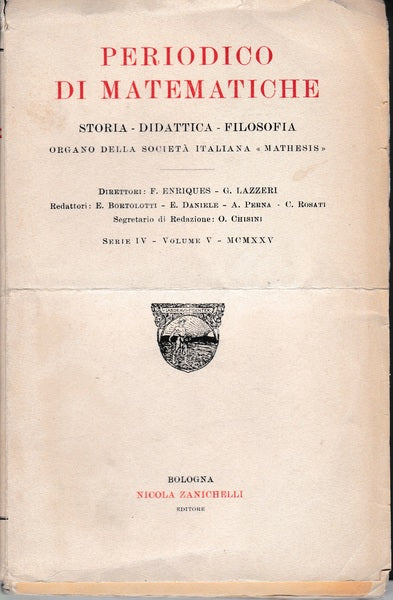 PERIODICO
DI MATEMATICHE
STORIA - DIDATTICA - FILOSOFIA
ORGANO DELLA SOCIETÀ ITALIANA « MATHESIS »
DIRETTORI: F. ENRIQUES - G. LAZZERI
Redattori: E. BORTOLOTTI - E. DANIELE - A. PERNA - C. ROSATI
Segretario di Redazione: O. CHISINI
SERIE IV - VOLUME V - MCMXXV
BOLOGNA
NICOLA ZANICHELLI
EDITORE